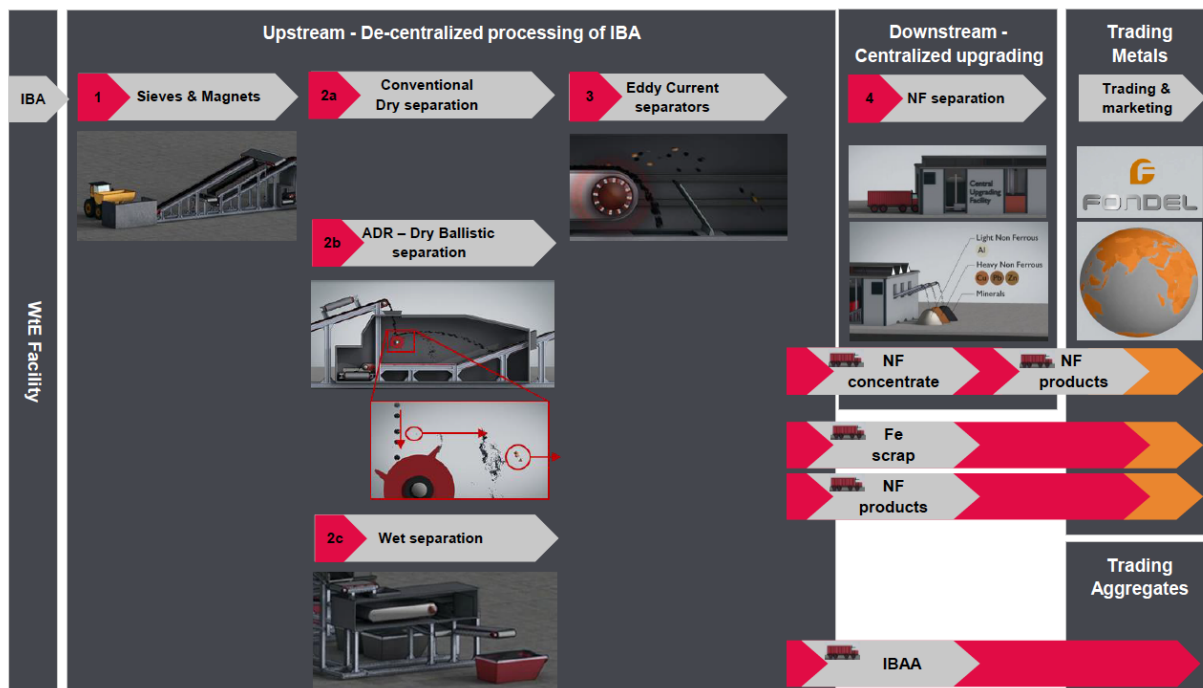 Upstream - De-centralized processing of IBA
Downstream -
Centralized upgrading
Trading
Metals
IBA
1
Sieves & Magnets
2a
Conventional
Dry separation
3
Eddy Current
separators
4
NF separation
Trading &
marketing
Central
Upgrading
Facility
FONDEL
2b
ADR – Dry Ballistic
separation
Light Non Ferrous
Al
Heavy Non Ferrous
Cu Pb Zn
Minerals
WtE Facility
NF
concentrate
NF
products
Fe
scrap
NF
products
2c
Wet separation
Trading
Aggregates
IBAA